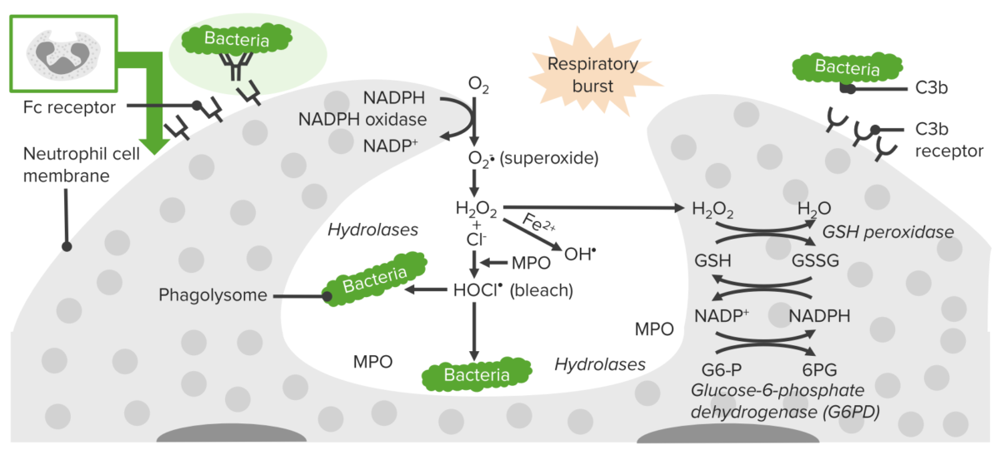 Bacteria
Fc receptor
Neutrophil cell
membrane
NADPH
NADPH oxidase
NADP⁺
O₂
O₂•̄ (superoxide)
Respiratory
burst
Bacteria
C3b
C3b
receptor
H₂O₂
+
Cl⁻
Fe²⁺
OH•
MPO
HOCl• (bleach)
Hydrolases
Bacteria
Phagolysome
MPO
Bacteria
Hydrolases
MPO
H₂O₂
H₂O
GSH peroxidase
GSH
GSSG
NADP⁺
NADPH
G6-P
6PG
Glucose-6-phosphate
dehydrogenase (G6PD)